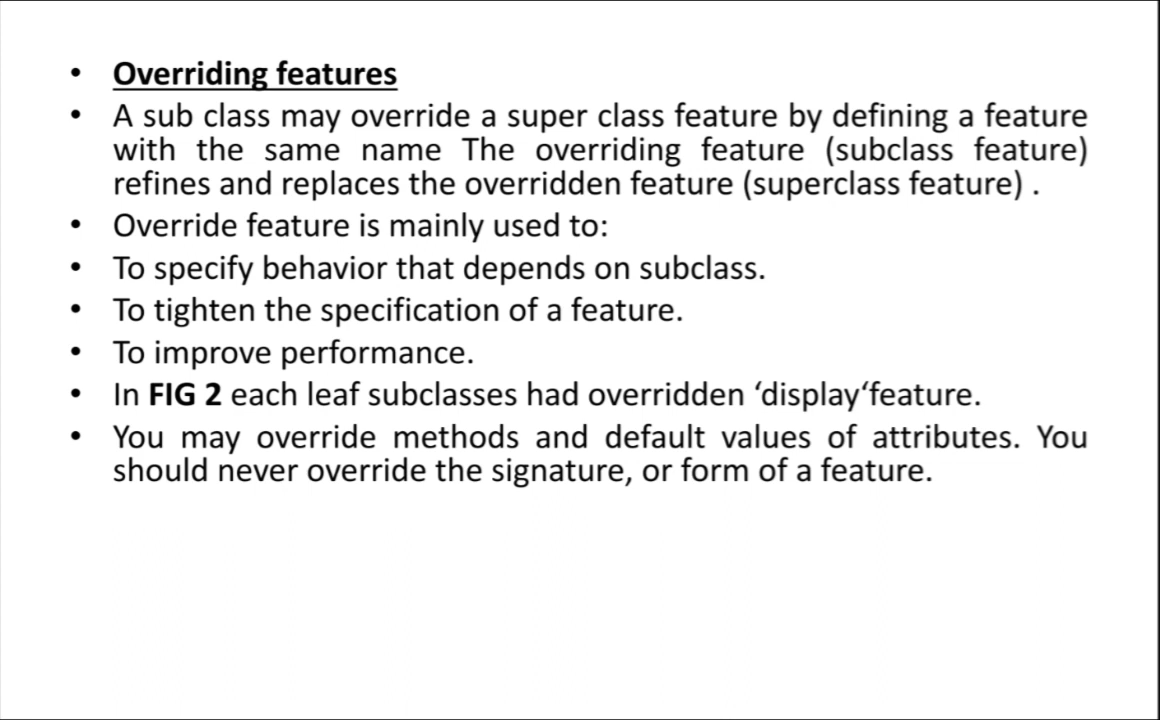 • Overriding features
• A sub class may override a super class feature by defining a feature
with the same name The overriding feature (subclass feature)
refines and replaces the overridden feature (superclass feature) .
• Override feature is mainly used to:
• To specify behavior that depends on subclass.
• To tighten the specification of a feature.
• To improve performance.
• In FIG 2 each leaf subclasses had overridden ‘display‘feature.
• You may override methods and default values of attributes. You
should never override the signature, or form of a feature.